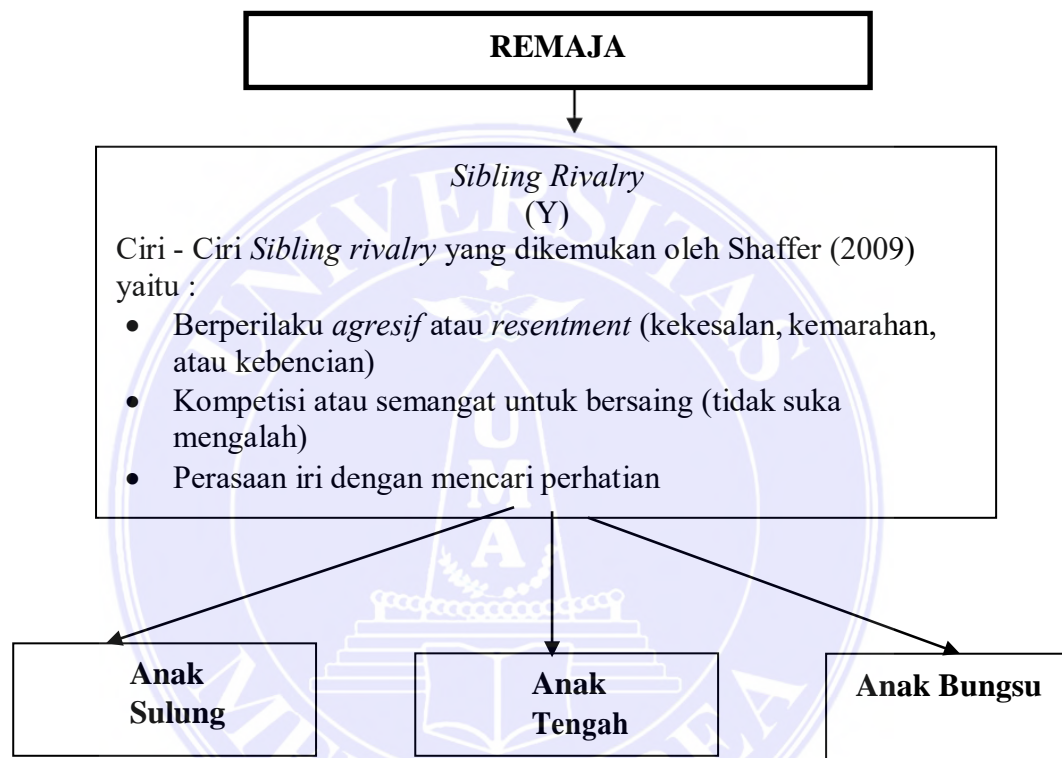 REMAJA
Sibling Rivalry
(Y)
Ciri - Ciri Sibling rivalry yang dikemukan oleh Shaffer (2009)
yaitu :
• Berperilaku agresif atau resentment (kekesalan, kemarahan,
atau kebencian)
• Kompetisi atau semangat untuk bersaing (tidak suka
mengalah)
• Perasaan iri dengan mencari perhatian
Anak
Sulung
Anak
Tengah
Anak Bungsu
UNIVERSITAS
UMA